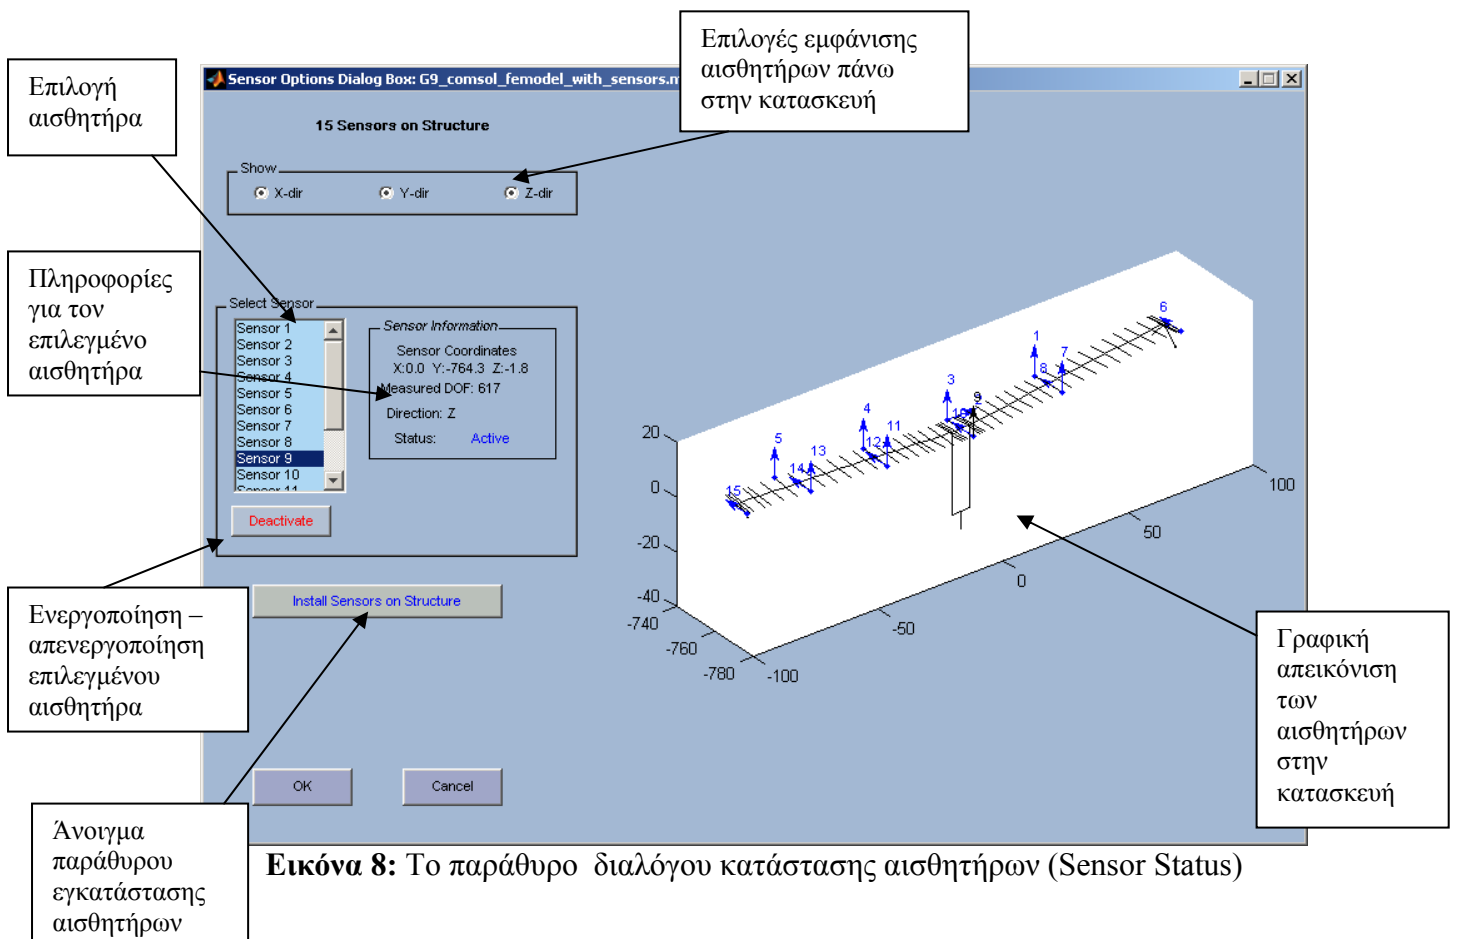 Επιλογές εμφάνισης
αισθητήρων πάνω
στην κατασκευή
Επιλογή
αισθητήρα
Sensor Options Dialog Box: G9_comsol_femodel_with_sensors.m
15 Sensors on Structure
Show
X-dir Y-dir Z-dir
Πληροφορίες
για τον
επιλεγμένο
αισθητήρα
Select Sensor
Sensor 1
Sensor 2
Sensor 3
Sensor 4
Sensor 5
Sensor 6
Sensor 7
Sensor 8
Sensor 9
Sensor 10
Sensor 11
Sensor Information
Sensor Coordinates
X:0.0 Y:-764.3 Z:-1.8
Measured DOF: 617
Direction: Z
Status: Active
Deactivate
Install Sensors on Structure
OK
Cancel
6
1
7
8
3
9
10
4
11
12
5
13
14
15
20
0
-20
-40
-740
-760
-780
-100
-50
0
50
100
Ενεργοποίηση –
απενεργοποίηση
επιλεγμένου
αισθητήρα
Γραφική
απεικόνιση
των
αισθητήρων
στην
κατασκευή
Άνοιγμα
παράθυρου
εγκατάστασης
αισθητήρων
Εικόνα 8: Το παράθυρο διαλόγου κατάστασης αισθητήρων (Sensor Status)